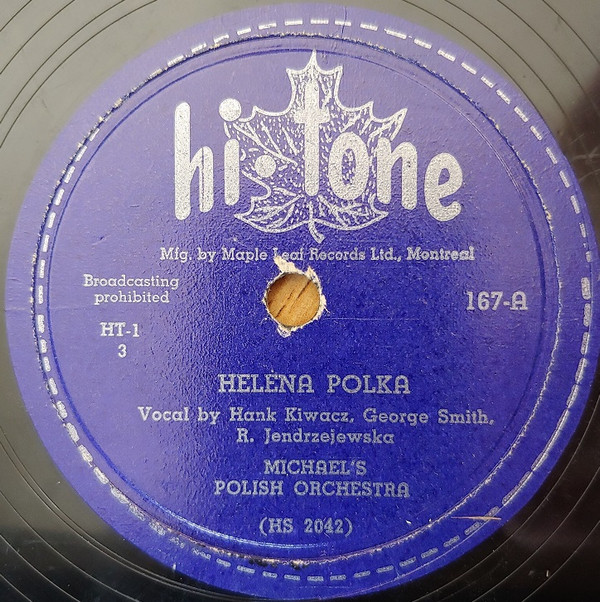 hi-tone
Mfg. by Maple Leaf Records Ltd., Montreal
Broadcasting
prohibited
167-A
HT-1
3
HELENA POLKA
Vocal by Hank Kiwacz, George Smith,
R. Jendrzejewska
MICHAEL'S
POLISH ORCHESTRA
(HS 2042)